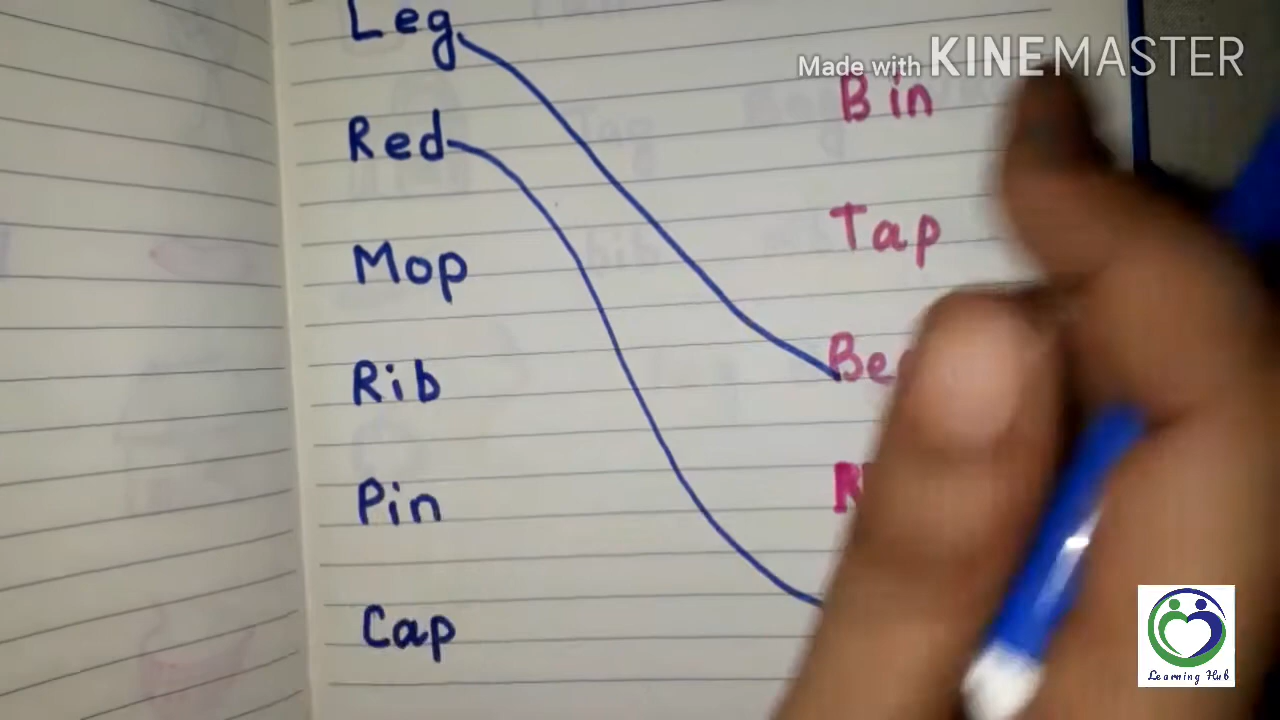 Leg
Made with KINEMASTER
Bin
Red
Tap
Mop
Rib
Pin
Cap
Learning Hub